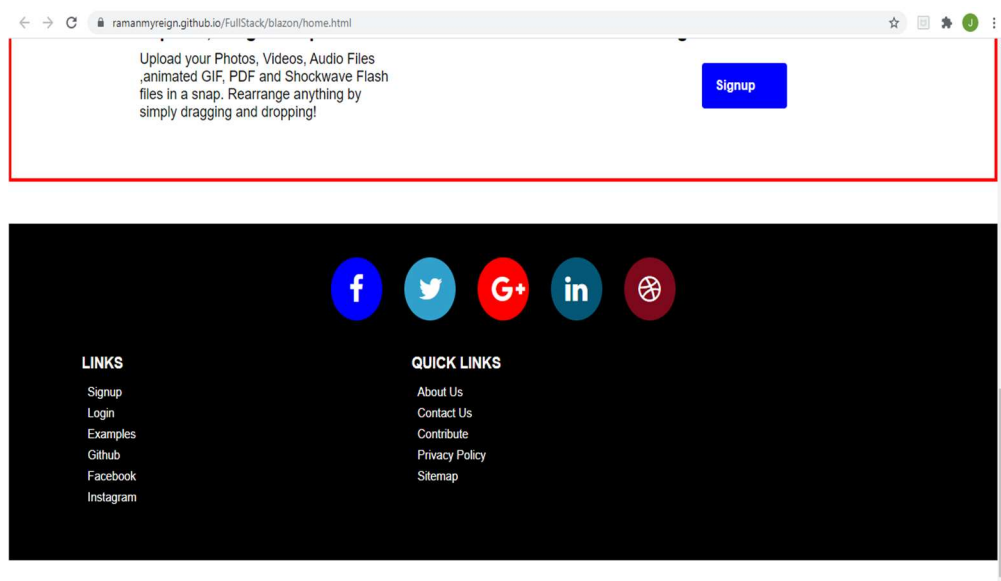 ramanmyreign.github.io/FullStack/blazon/home.html
J
Upload your Photos, Videos, Audio Files
,animated GIF, PDF and Shockwave Flash
files in a snap. Rearrange anything by
simply dragging and dropping!
Signup
f
G+
in
LINKS
Signup
Login
Examples
Github
Facebook
Instagram
QUICK LINKS
About Us
Contact Us
Contribute
Privacy Policy
Sitemap